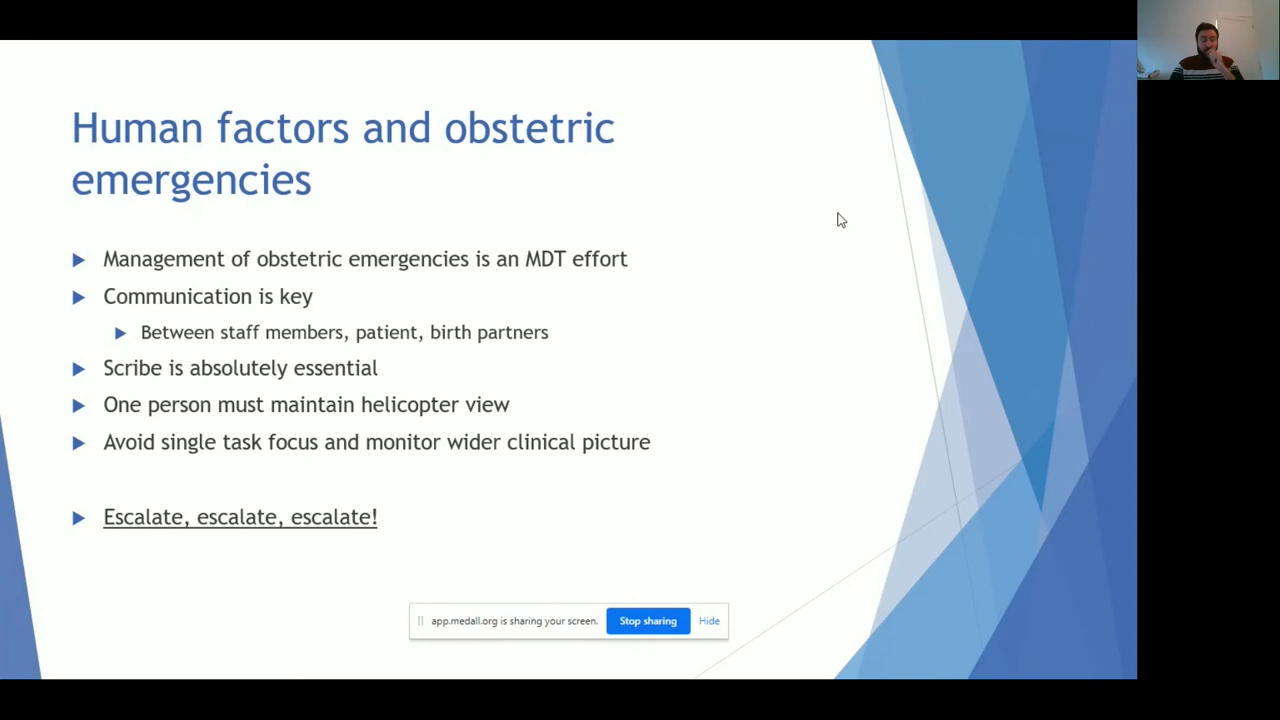 Human factors and obstetric
emergencies
Management of obstetric emergencies is an MDT effort
Communication is key
Between staff members, patient, birth partners
Scribe is absolutely essential
One person must maintain helicopter view
Avoid single task focus and monitor wider clinical picture
Escalate, escalate, escalate!
app.medall.org is sharing your screen. Stop sharing Hide